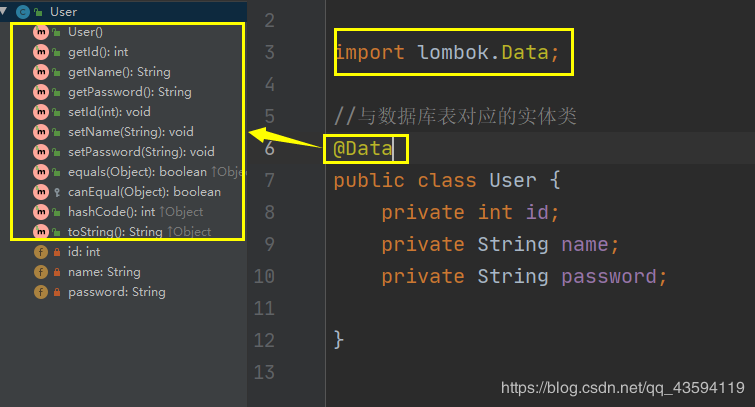 User
User()
getId(): int
getName(): String
getPassword(): String
setId(int): void
setName(String): void
setPassword(String): void
equals(Object): boolean ↑Obje
canEqual(Object): boolean
hashCode(): int ↑Object
toString(): String ↑Object
id: int
name: String
password: String
2
3 import lombok.Data;
4
5 //与数据库表对应的实体类
6 @Data
7 public class User {
8 private int id;
9 private String name;
10 private String password;
11
12 }
13
https://blog.csdn.net/qq_43594119